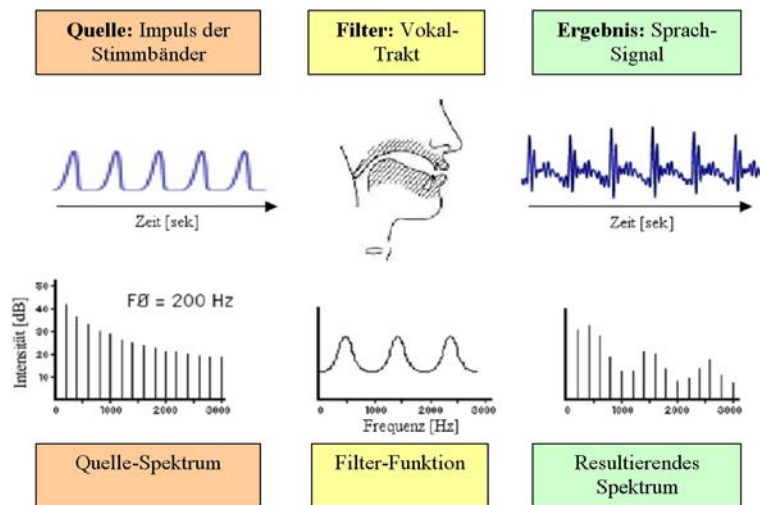 Quelle: Impuls der
Stimmbänder
Filter: Vokal-
Trakt
Ergebnis: Sprach-
Signal
Zeit [sek]
Zeit [sek]
Intensität [dB]
50
40
30
20
10
FØ = 200 Hz
0
1000
2000
3000
0
1000
2000
3000
Frequenz [Hz]
0
1000
2000
3000
Quelle-Spektrum
Filter-Funktion
Resultierendes
Spektrum